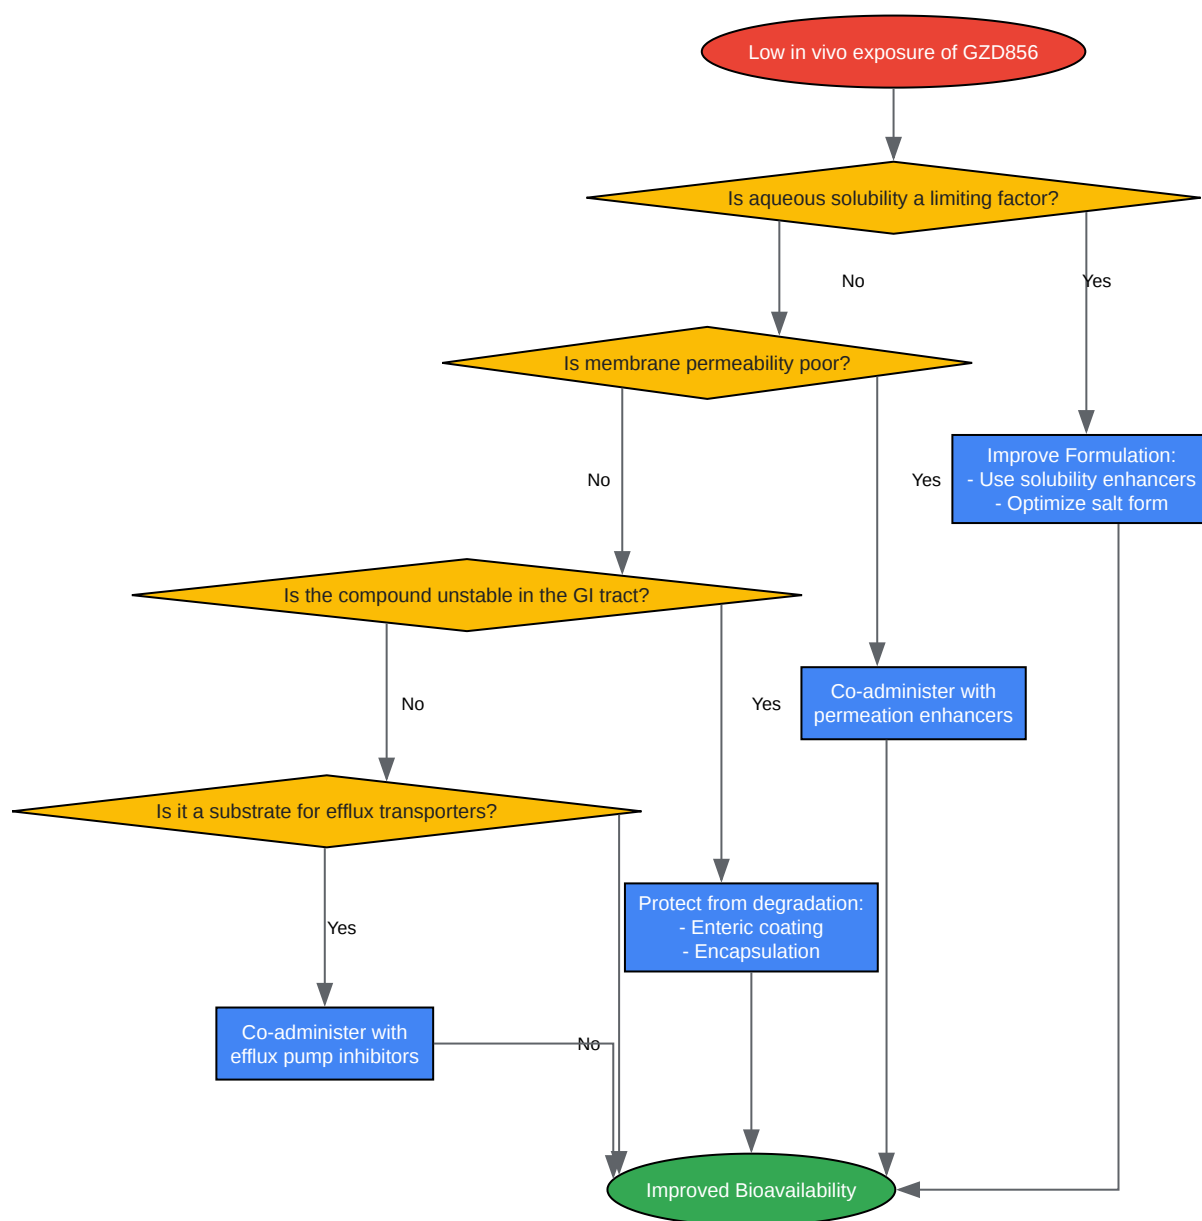 Low in vivo exposure of GZD856
Is aqueous solubility a limiting factor?
No
Yes
Is membrane permeability poor?
Improve Formulation:
- Use solubility enhancers
- Optimize salt form
No
Yes
Is the compound unstable in the GI tract?
Co-administer with
permeation enhancers
No
Yes
Is it a substrate for efflux transporters?
Protect from degradation:
- Enteric coating
- Encapsulation
Yes
Co-administer with
efflux pump inhibitors
No
Improved Bioavailability